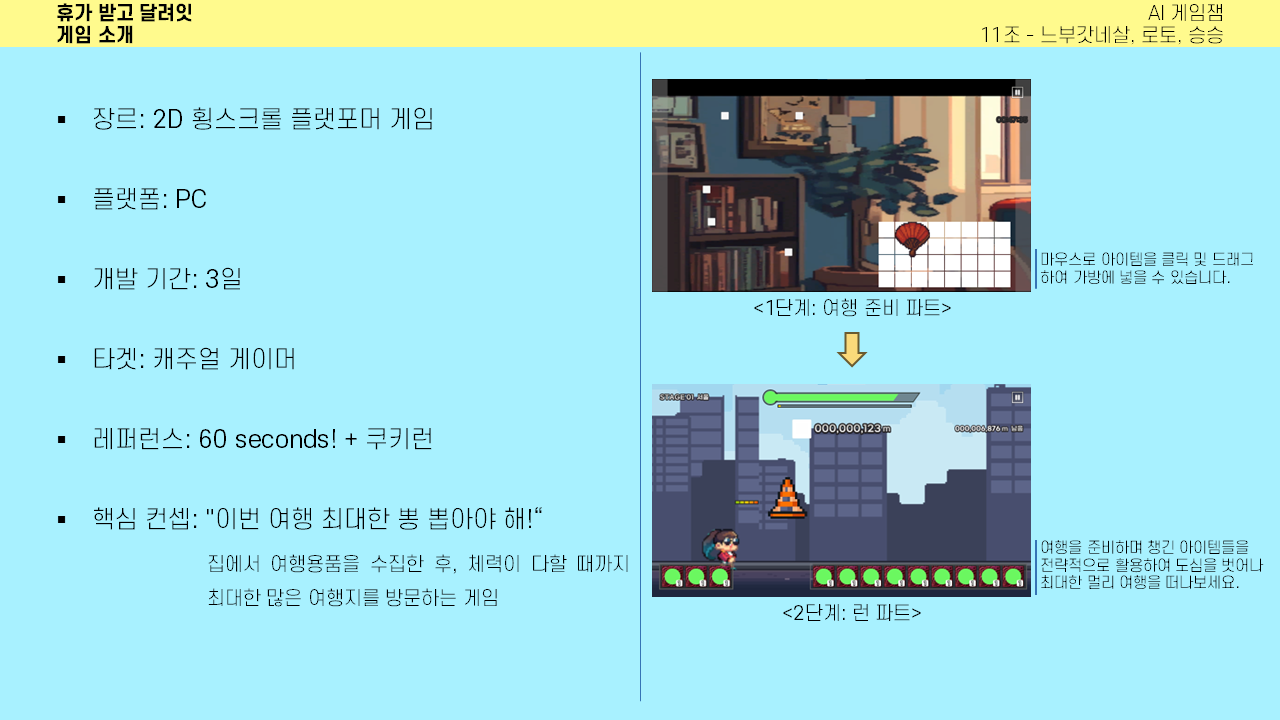 휴가 받고 달려잇
게임 소개
AI 게임잼
11조 - 느부갓네살, 로토, 승승
▪ 장르: 2D 횡스크롤 플랫포머 게임
▪ 플랫폼: PC
▪ 개발 기간: 3일
▪ 타겟: 캐주얼 게이머
▪ 레퍼런스: 60 seconds! + 쿠키런
▪ 핵심 컨셉: "이번 여행 최대한 뽕 뽑아야 해!“
집에서 여행용품을 수집한 후, 체력이 다할 때까지
최대한 많은 여행지를 방문하는 게임
마우스로 아이템을 클릭 및 드래그
하여 가방에 넣을 수 있습니다.
<1단계: 여행 준비 파트>
STAGE 01 서울
000,000,123 m
000,006,876 m 남음
여행을 준비하며 챙긴 아이템들을
전략적으로 활용하여 도심을 벗어나
최대한 멀리 여행을 떠나보세요.
<2단계: 런 파트>